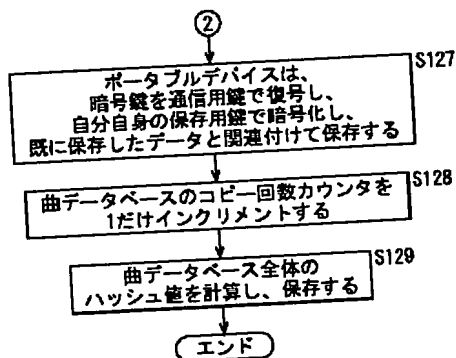 ②
S127
ポータブルデバイスは、
暗号鍵を通信用鍵で復号し、
自分自身の保存用鍵で暗号化し、
既に保存したデータと関連付けて保存する
S128
曲データベースのコピー回数カウンタを
1だけインクリメントする
S129
曲データベース全体の
ハッシュ値を計算し、保存する
エンド